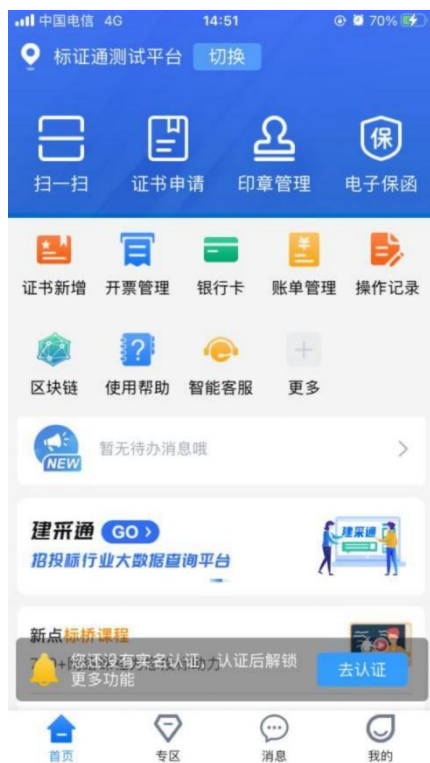 中国电信 4G 14:51 70%
标证通测试平台 切换
扫一扫 证书申请 印章管理 保 电子保函
证书新增 开票管理 银行卡 账单管理 操作记录
区块链 使用帮助 智能客服 更多
NEW 暂无待办消息哦
建采通 GO
招投标行业大数据查询平台
建采通
新点标桥课程
您还没有实名认证，认证后解锁
更多功能
去认证
首页 专区 消息 我的